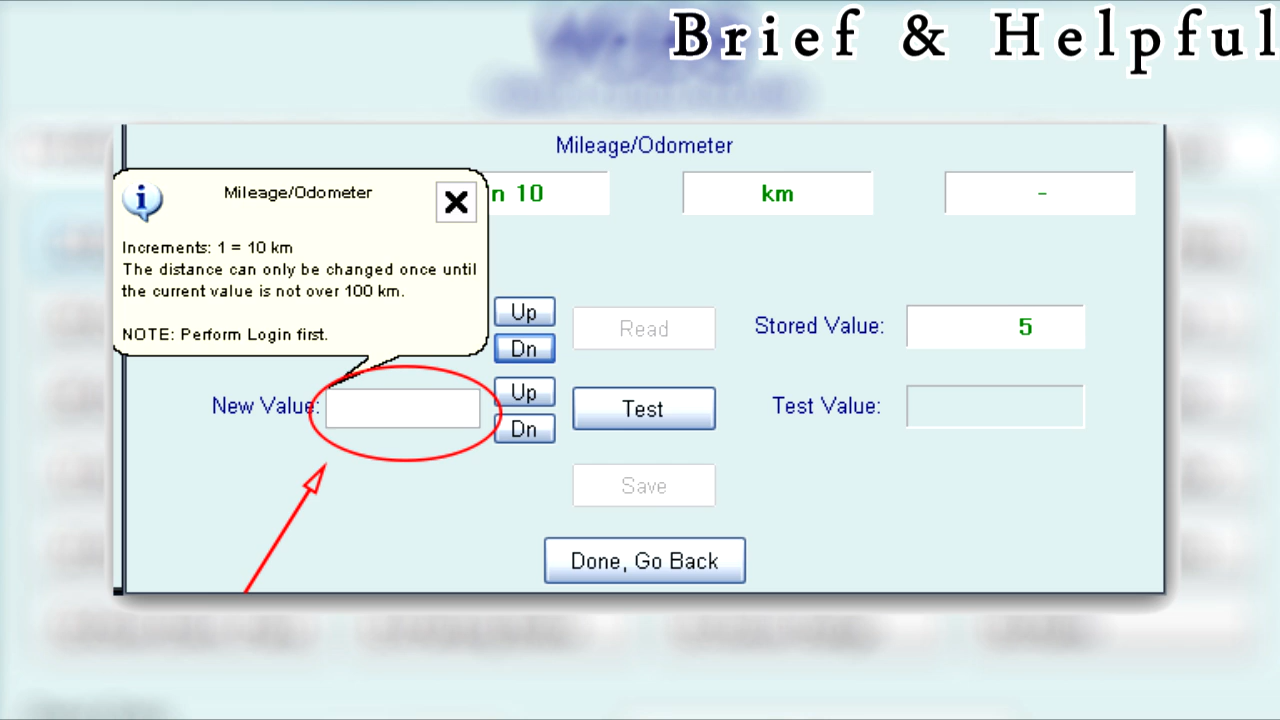 Brief & Helpful
Mileage/Odometer
Mileage/Odometer
n 10
km
-
Increments: 1 = 10 km
The distance can only be changed once until
the current value is not over 100 km.
NOTE: Perform Login first.
Up
Dn
Read
Stored Value:
5
New Value:
Up
Dn
Test
Test Value:
Save
Done, Go Back